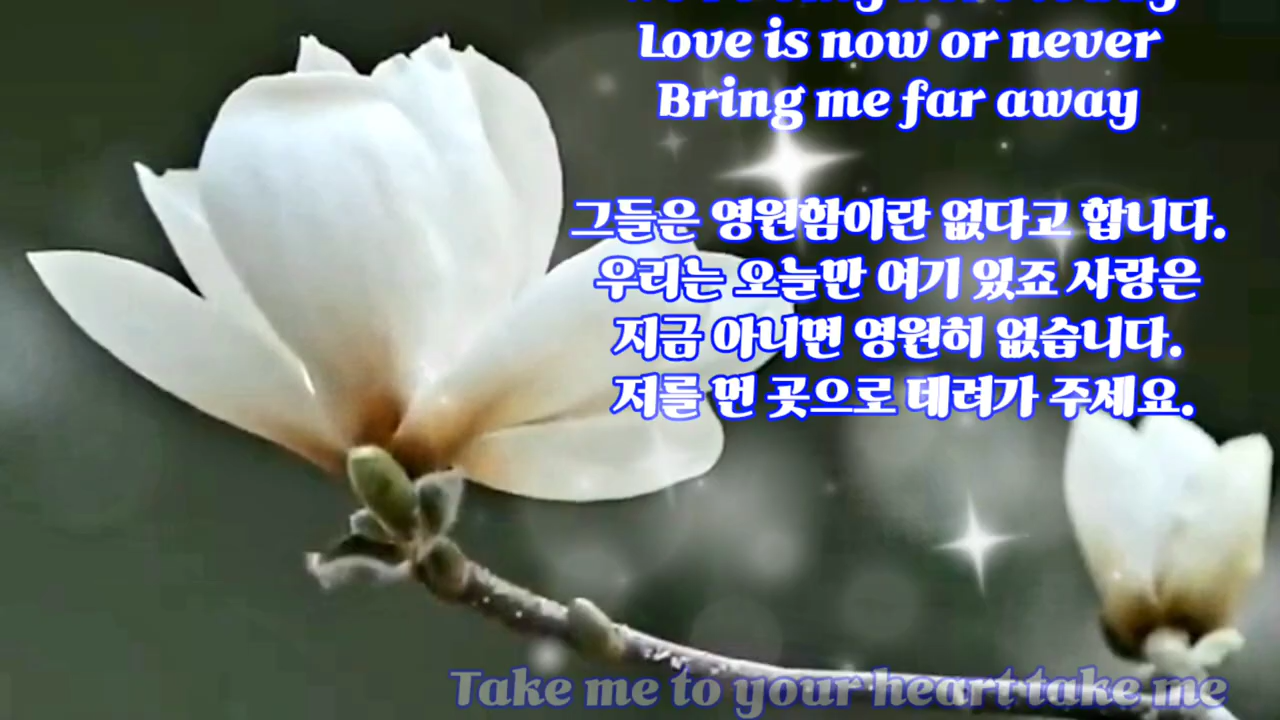 Love is now or never
Bring me far away
그들은 영원함이란 없다고 합니다.
우리는 오늘만 여기 있죠 사랑은
지금 아니면 영원히 없습니다.
저를 먼 곳으로 데려가 주세요.
Take me to your heart take me